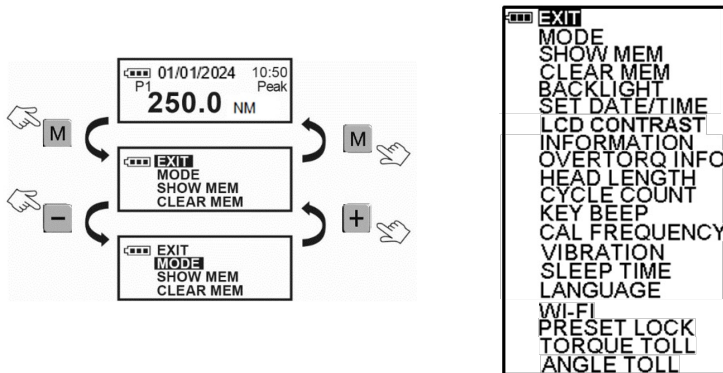 01/01/2024 10:50
P1 Peak
250.0 NM
M
M
EXIT
MODE
SHOW MEM
CLEAR MEM
-
+
EXIT
MODE
SHOW MEM
CLEAR MEM
EXIT
MODE
SHOW MEM
CLEAR MEM
BACKLIGHT
SET DATE/TIME
LCD CONTRAST
INFORMATION
OVERTORQ INFO
HEAD LENGTH
CYCLE COUNT
KEY BEEP
CAL FREQUENCY
VIBRATION
SLEEP TIME
LANGUAGE
WI-FI
PRESET LOCK
TORQUE TOLL
ANGLE TOLL